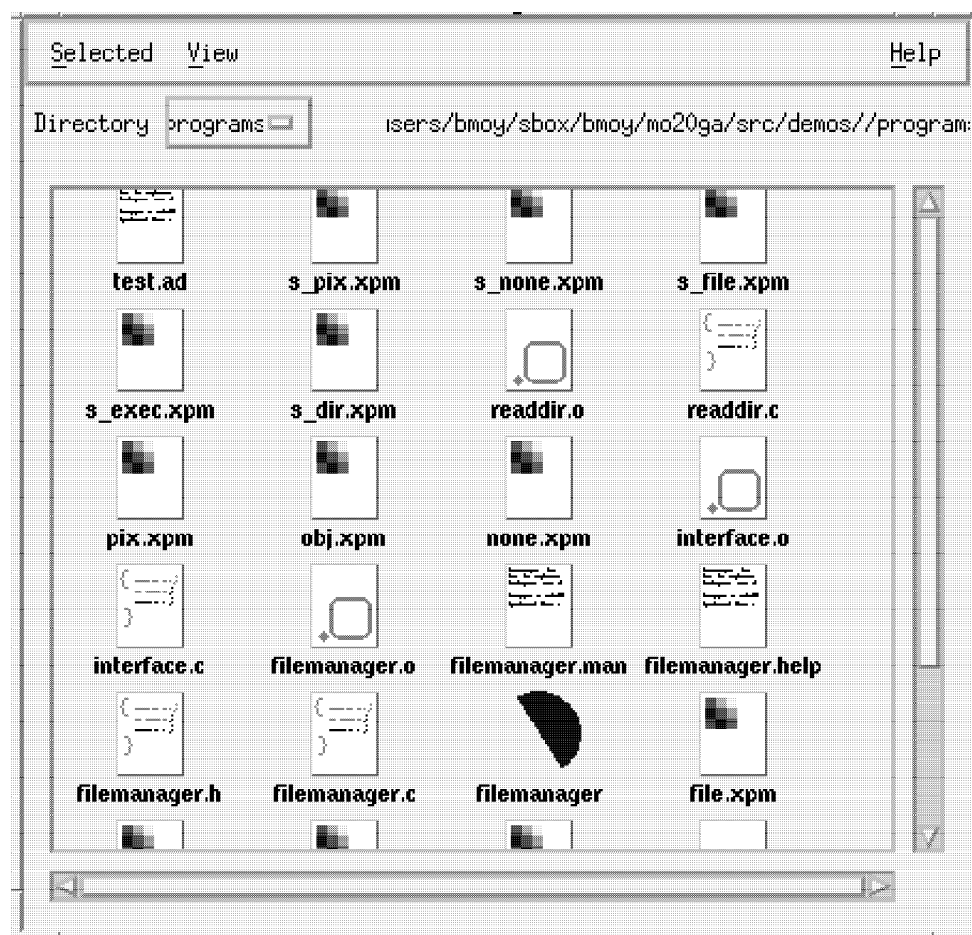 Selected View Help
Directory programs users/bmoy/sbox/bmoy/mo20ga/src/demos//programs
test.ad s_pix.xpm s_none.xpm s_file.xpm
s_exec.xpm s_dir.xpm readdir.o readdir.c
pix.xpm obj.xpm none.xpm interface.o
interface.c filemanager.o filemanager.man filemanager.help
filemanager.h filemanager.c filemanager file.xpm